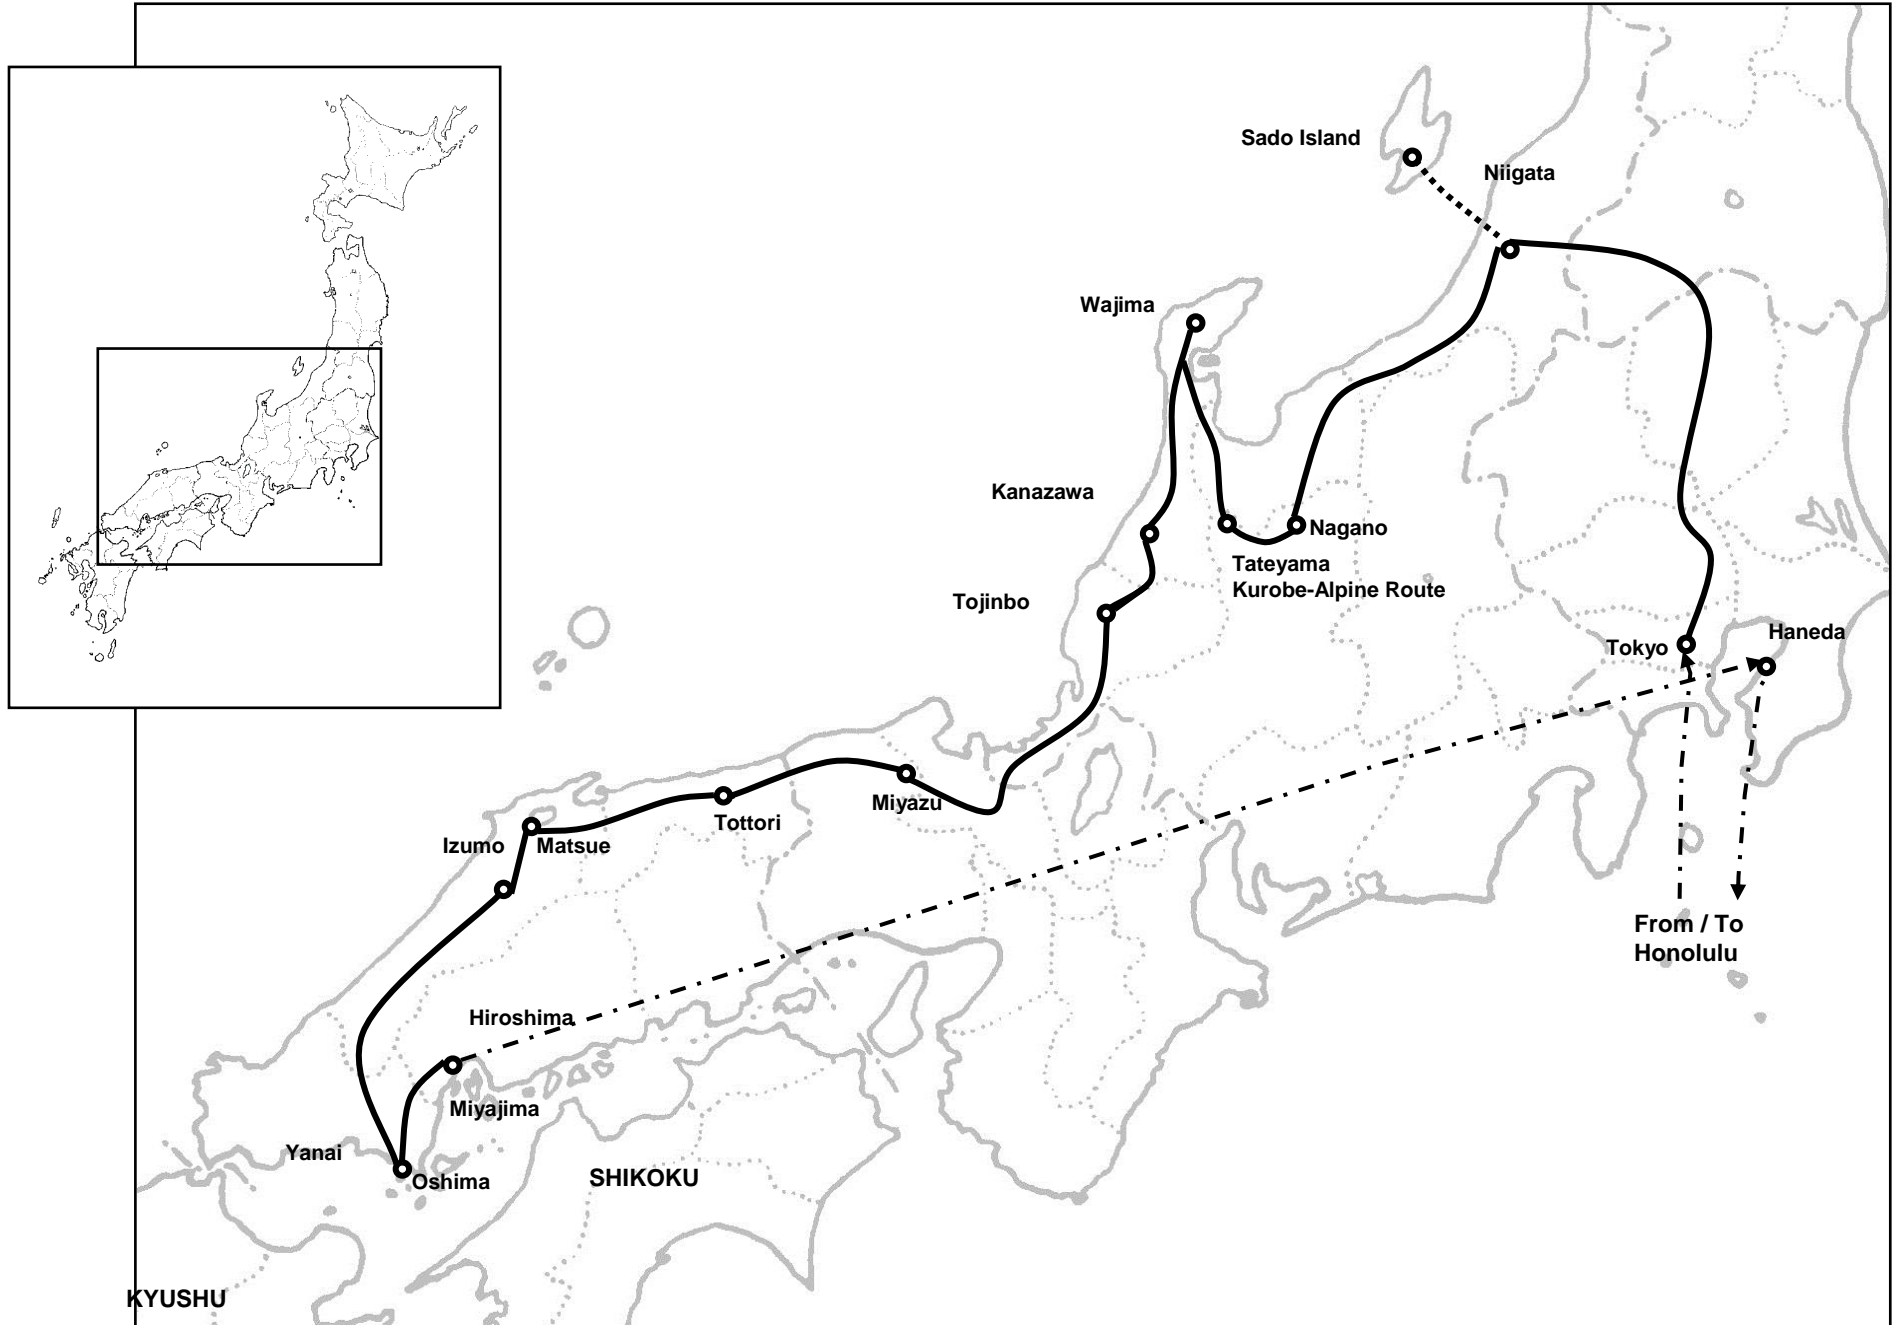 Sado Island
Niigata
Wajima
Kanazawa
Nagano
Tateyama
Kurobe-Alpine Route
Tojinbo
Tokyo
Haneda
Miyazu
Tottori
Izumo
Matsue
From / To
Honolulu
Hiroshima
Miyajima
Yanai
Oshima
SHIKOKU
KYUSHU